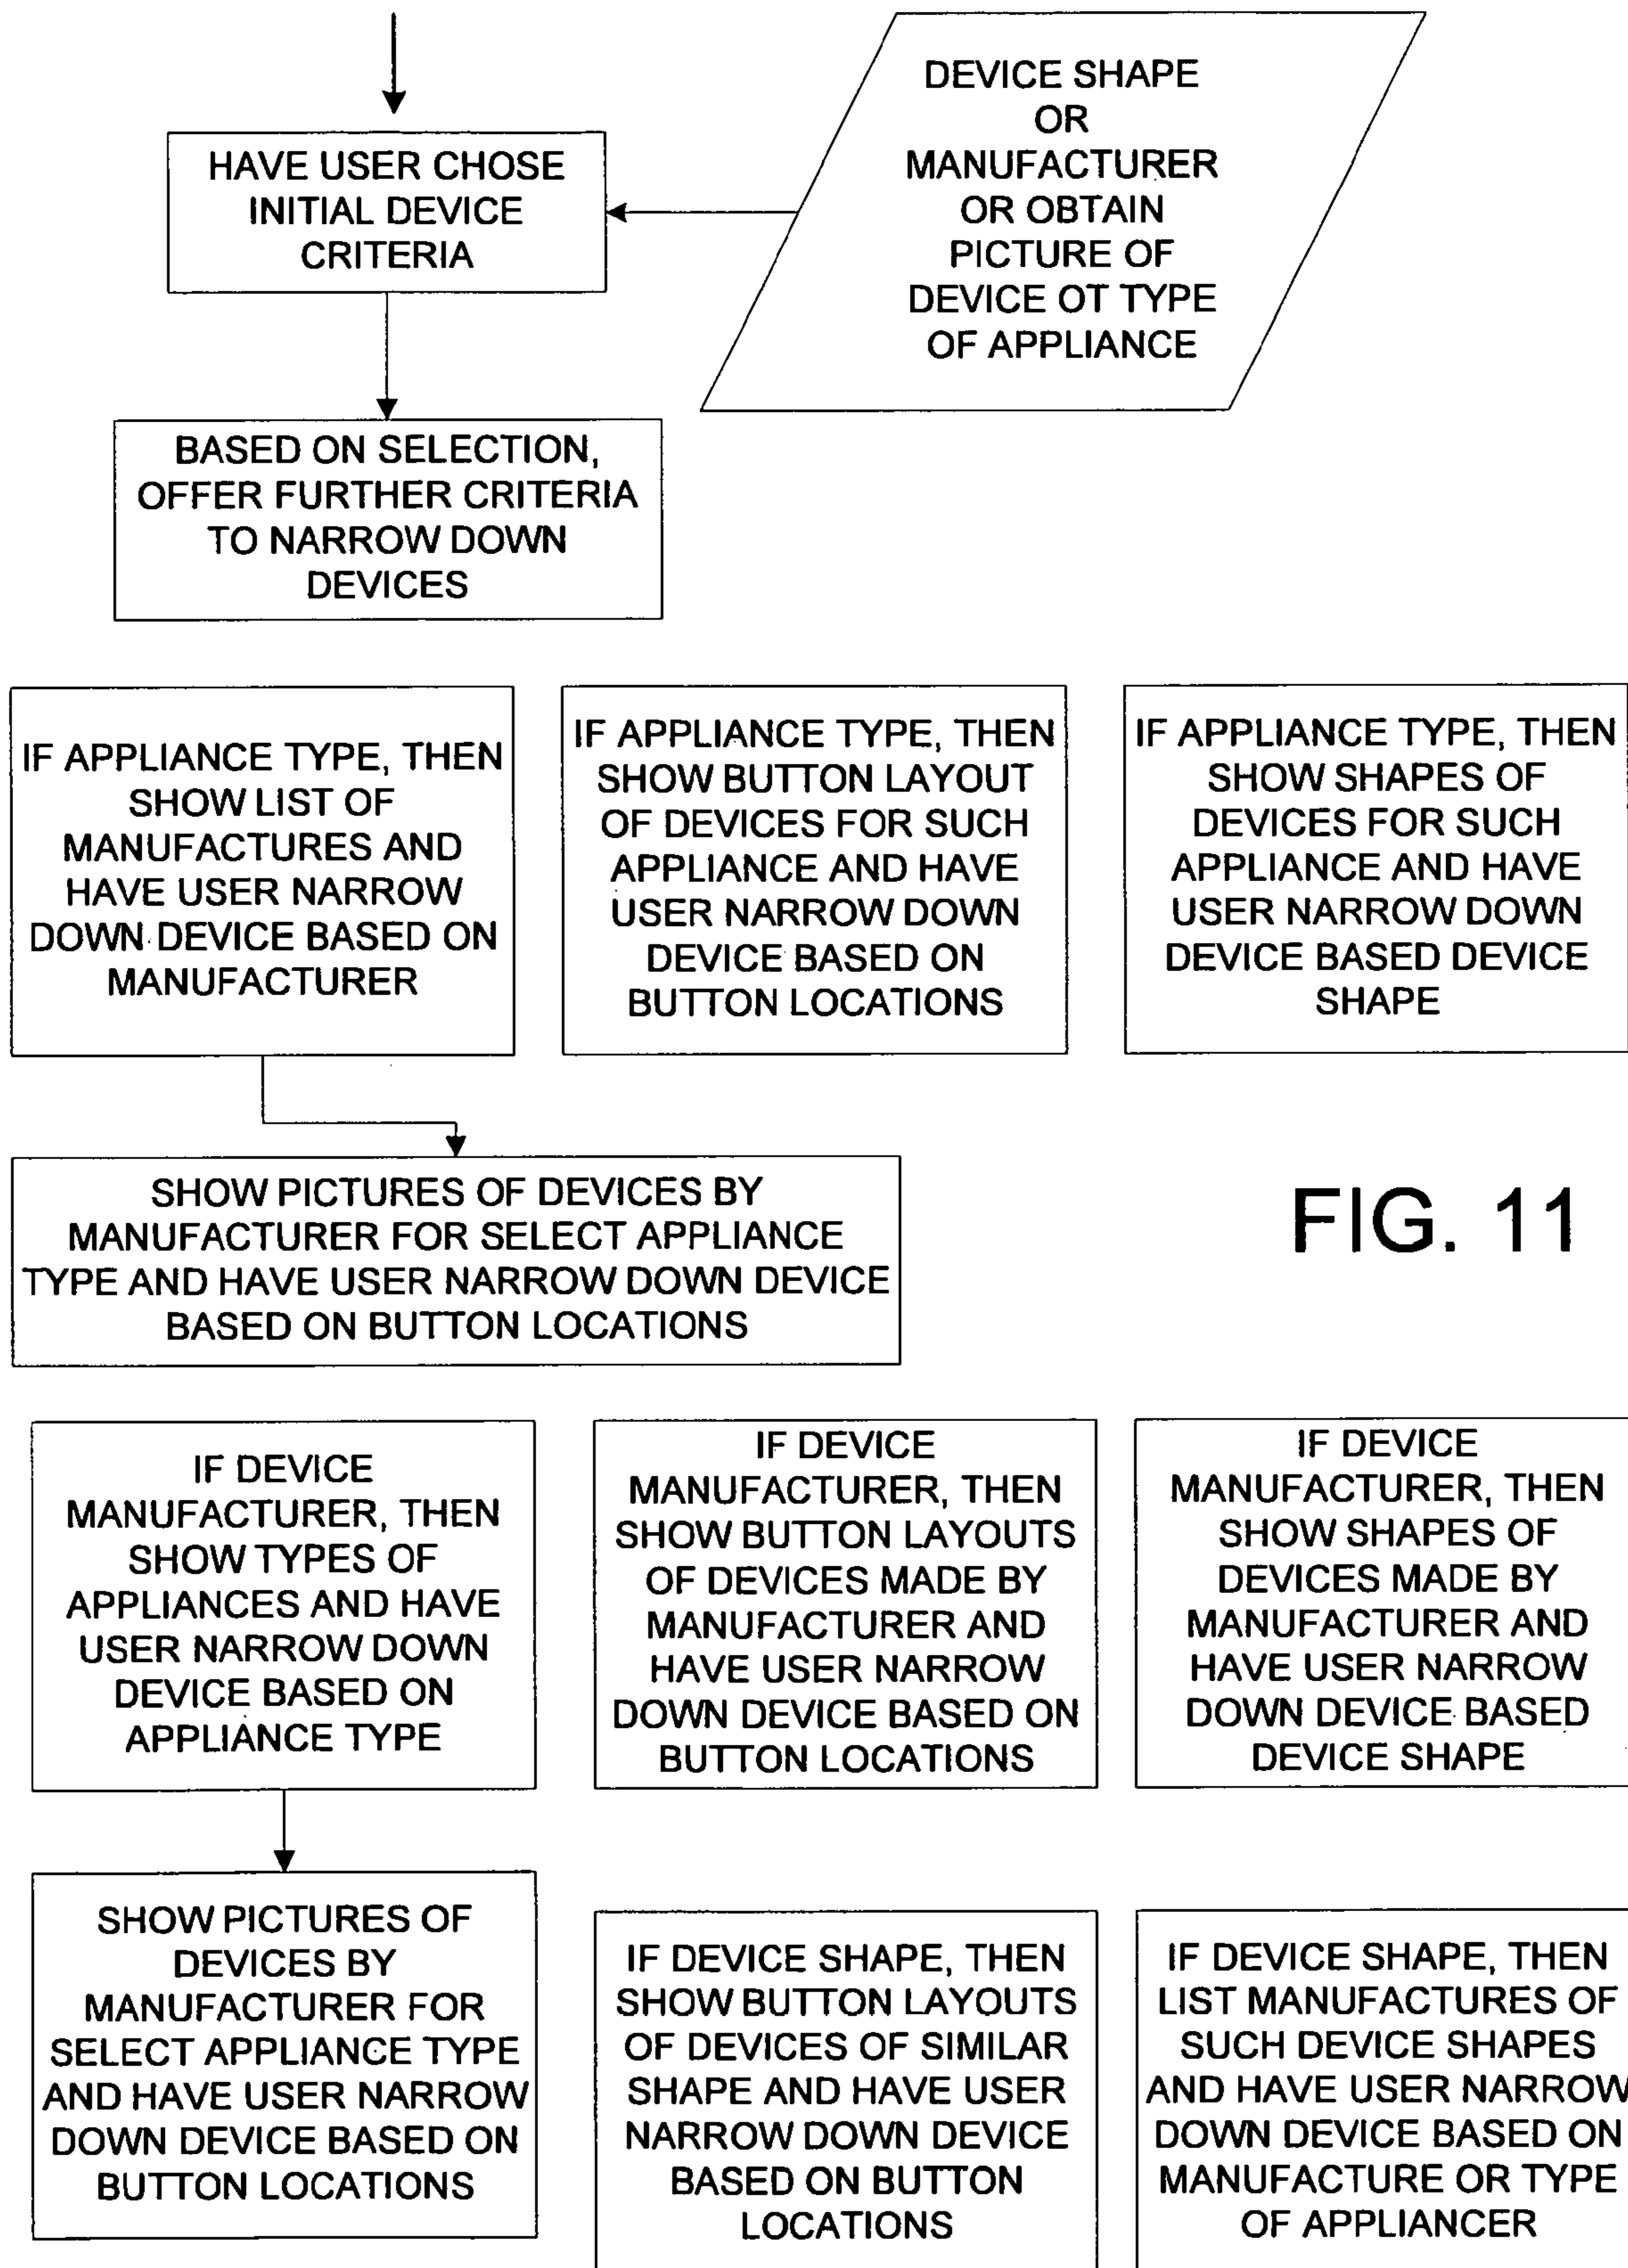 HAVE USER CHOSE
INITIAL DEVICE
CRITERIA
DEVICE SHAPE
OR
MANUFACTURER
OR OBTAIN
PICTURE OF
DEVICE OT TYPE
OF APPLIANCE
BASED ON SELECTION,
OFFER FURTHER CRITERIA
TO NARROW DOWN
DEVICES
IF APPLIANCE TYPE, THEN
SHOW LIST OF
MANUFACTURES AND
HAVE USER NARROW
DOWN DEVICE BASED ON
MANUFACTURER
IF APPLIANCE TYPE, THEN
SHOW BUTTON LAYOUT
OF DEVICES FOR SUCH
APPLIANCE AND HAVE
USER NARROW DOWN
DEVICE BASED ON
BUTTON LOCATIONS
IF APPLIANCE TYPE, THEN
SHOW SHAPES OF
DEVICES FOR SUCH
APPLIANCE AND HAVE
USER NARROW DOWN
DEVICE BASED DEVICE
SHAPE
SHOW PICTURES OF DEVICES BY
MANUFACTURER FOR SELECT APPLIANCE
TYPE AND HAVE USER NARROW DOWN DEVICE
BASED ON BUTTON LOCATIONS
FIG. 11
IF DEVICE
MANUFACTURER, THEN
SHOW TYPES OF
APPLIANCES AND HAVE
USER NARROW DOWN
DEVICE BASED ON
APPLIANCE TYPE
IF DEVICE
MANUFACTURER, THEN
SHOW BUTTON LAYOUTS
OF DEVICES MADE BY
MANUFACTURER AND
HAVE USER NARROW
DOWN DEVICE BASED ON
BUTTON LOCATIONS
IF DEVICE
MANUFACTURER, THEN
SHOW SHAPES OF
DEVICES MADE BY
MANUFACTURER AND
HAVE USER NARROW
DOWN DEVICE BASED
DEVICE SHAPE
SHOW PICTURES OF
DEVICES BY
MANUFACTURER FOR
SELECT APPLIANCE TYPE
AND HAVE USER NARROW
DOWN DEVICE BASED ON
BUTTON LOCATIONS
IF DEVICE SHAPE, THEN
SHOW BUTTON LAYOUTS
OF DEVICES OF SIMILAR
SHAPE AND HAVE USER
NARROW DOWN DEVICE
BASED ON BUTTON
LOCATIONS
IF DEVICE SHAPE, THEN
LIST MANUFACTURES OF
SUCH DEVICE SHAPES
AND HAVE USER NARROW
DOWN DEVICE BASED ON
MANUFACTURE OR TYPE
OF APPLIANCER